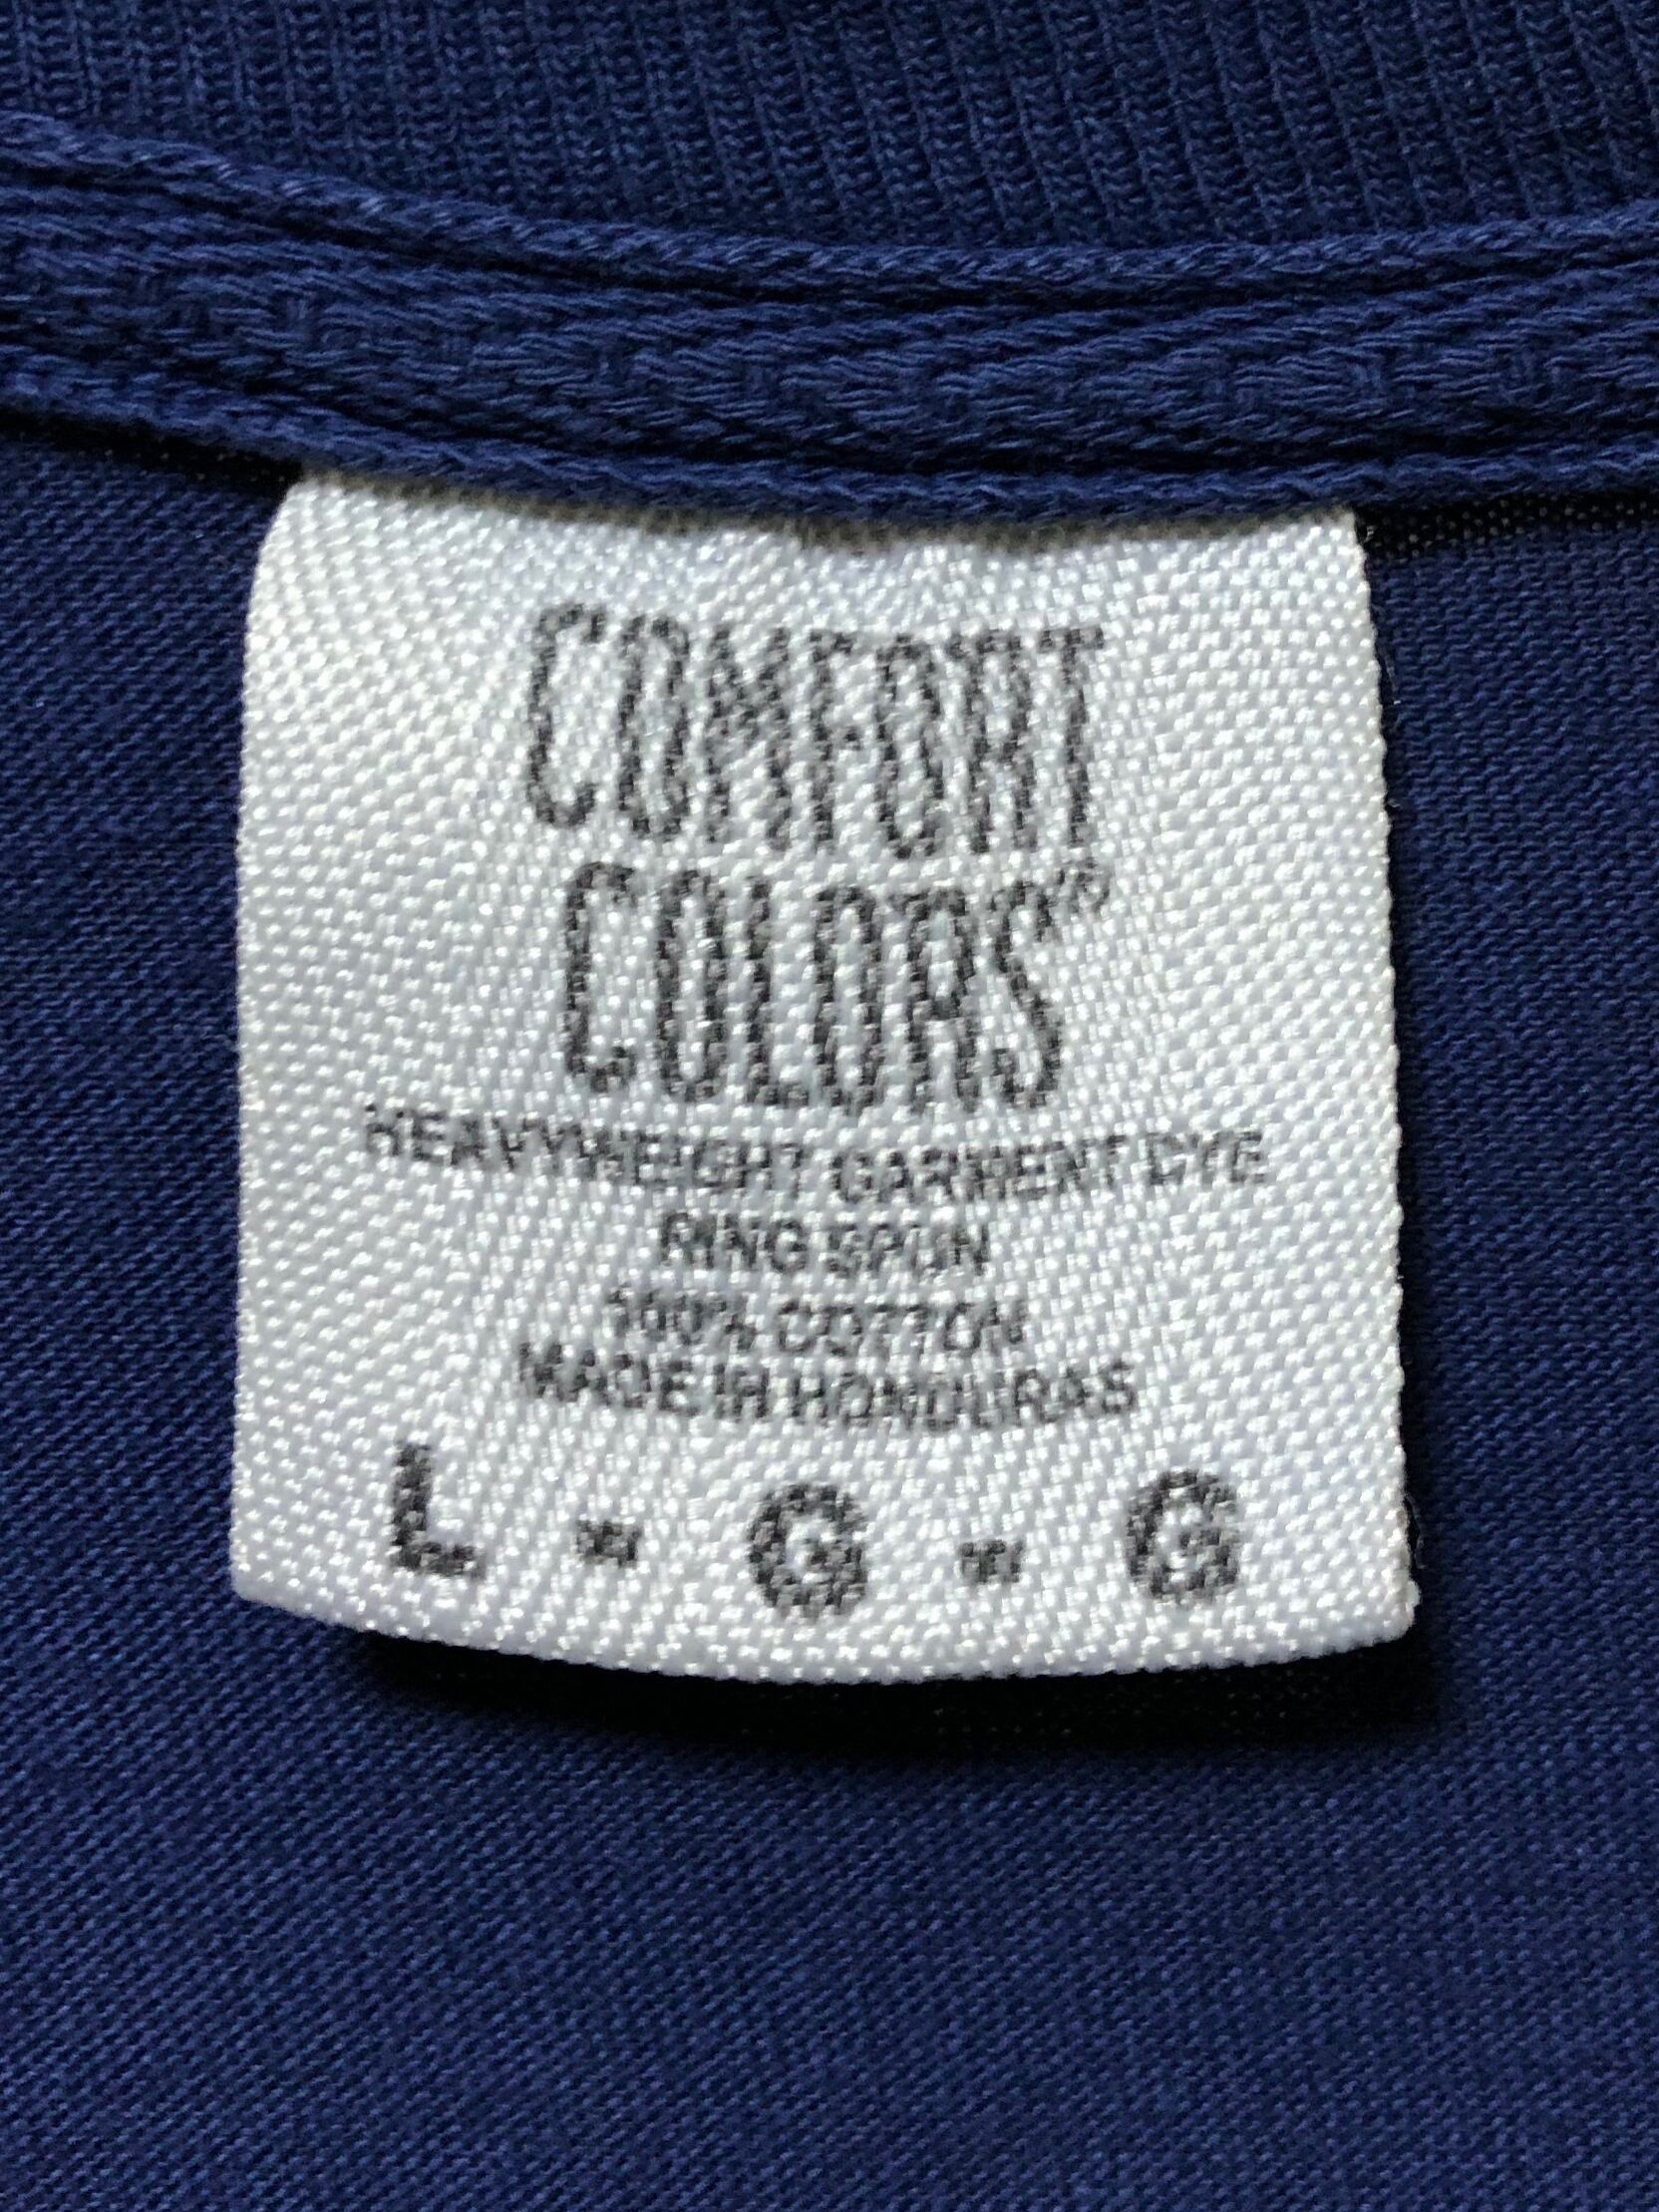 COMFORT
COLORS®
HEAVYWEIGHT GARMENT DYE
RING SPUN
100% COTTON
MADE IN HONDURAS
L - G - G